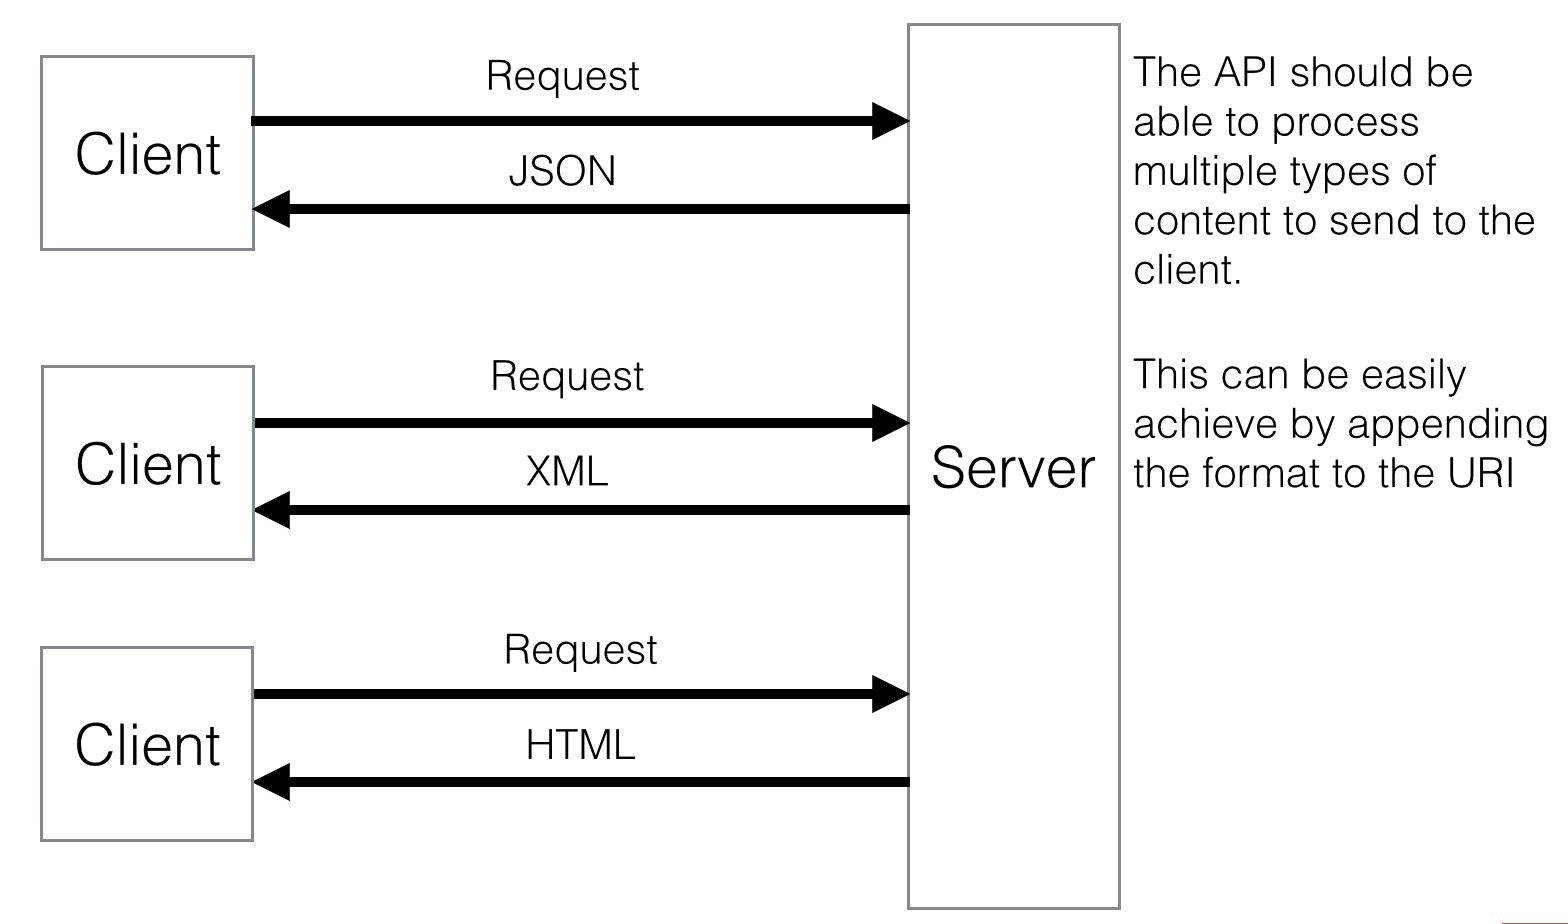 Client
Request
JSON
Client
Request
XML
Client
Request
HTML
Server
The API should be
able to process
multiple types of
content to send to the
client.
This can be easily
achieve by appending
the format to the URI